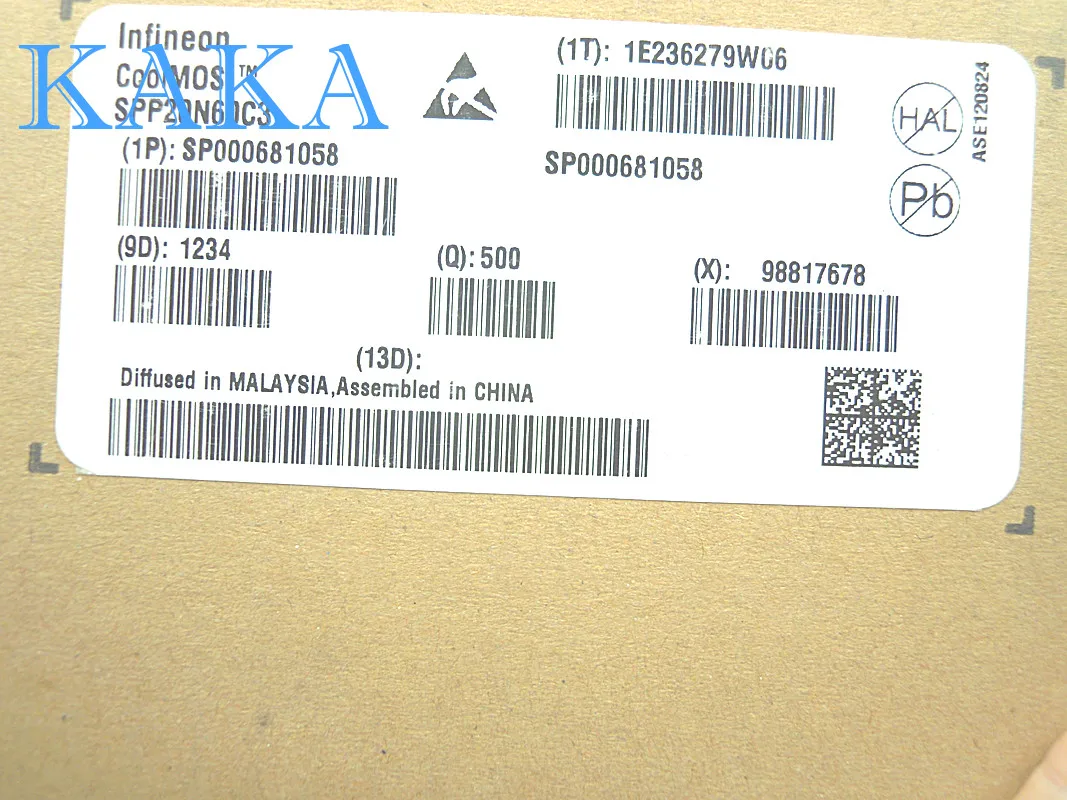 Infineon
CoolMOS™
SPP20N60C3
KAKA
(1T): 1E236279W06
HAL
ASE120824
(1P): SP000681058
SP000681058
Pb
(9D): 1234
(Q): 500
(X): 98817678
(13D):
Diffused in MALAYSIA,Assembled in CHINA